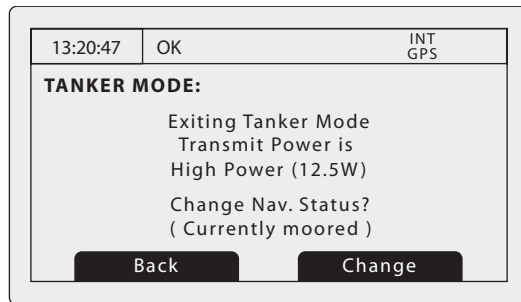 13:20:47 OK INT GPS
TANKER MODE:
Exiting Tanker Mode
Transmit Power is
High Power (12.5W)
Change Nav. Status?
( Currently moored )
Back Change